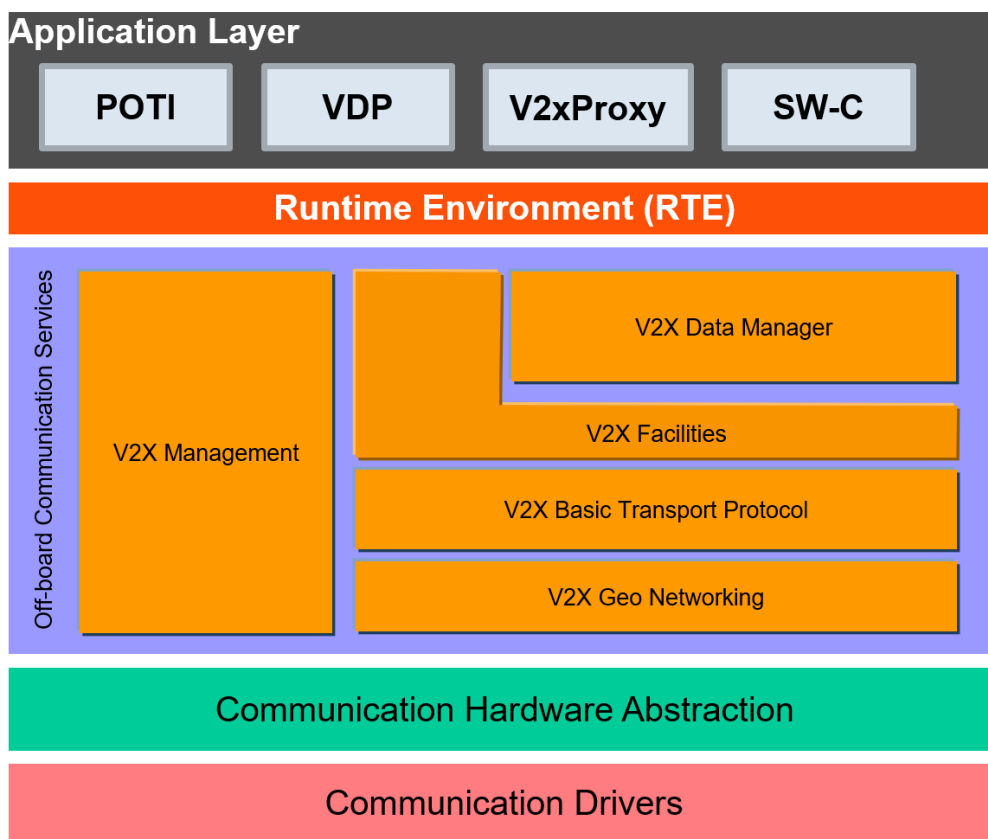 Application Layer
POTI
VDP
V2xProxy
SW-C
Runtime Environment (RTE)
Off-board Communication Services
V2X Management
V2X Data Manager
V2X Facilities
V2X Basic Transport Protocol
V2X Geo Networking
Communication Hardware Abstraction
Communication Drivers